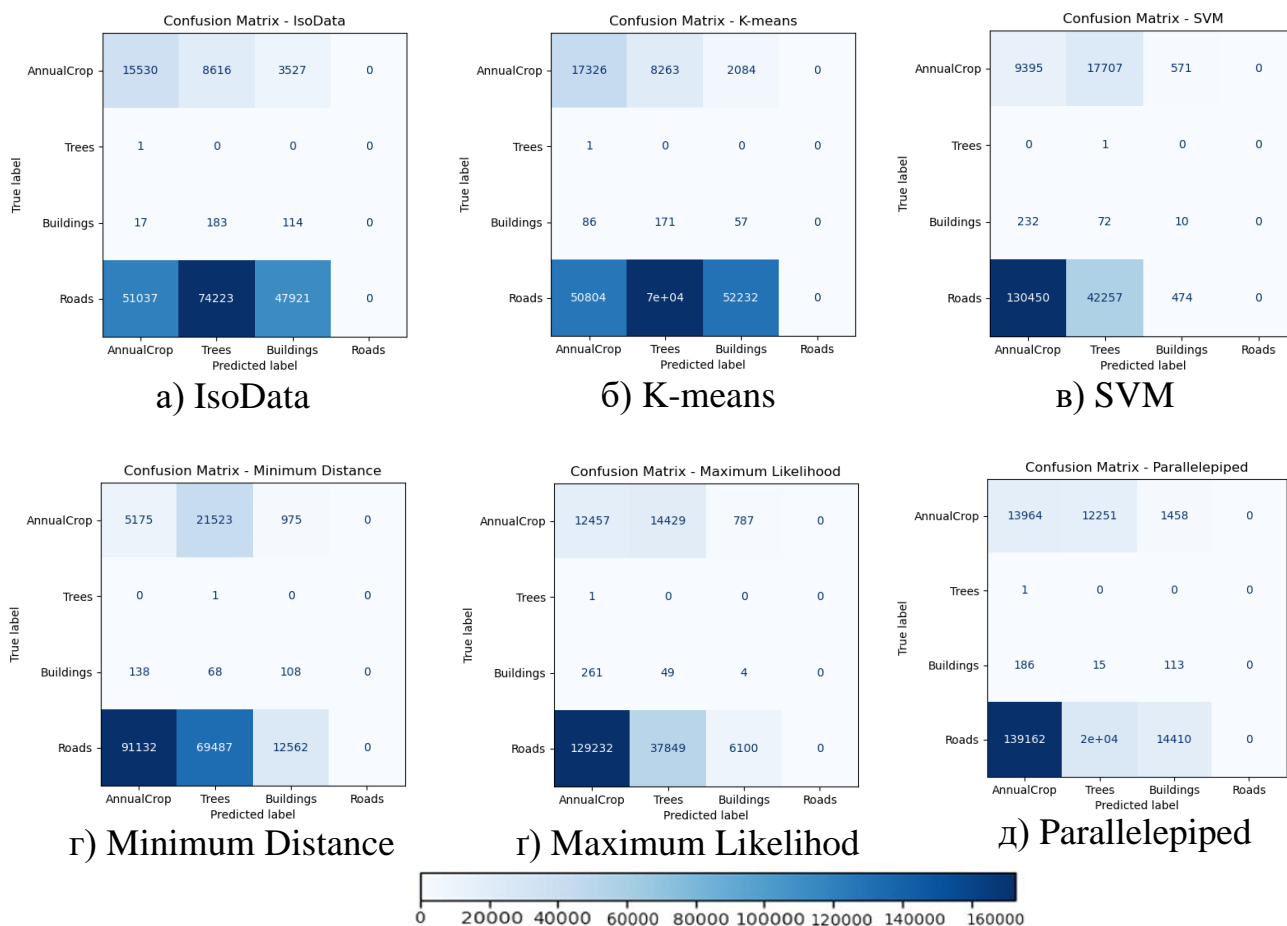 Confusion Matrix - IsoData
True label
AnnualCrop 15530 8616 3527 0
Trees 1 0 0 0
Buildings 17 183 114 0
Roads 51037 74223 47921 0
AnnualCrop Trees Buildings Roads
Predicted label
а) IsoData
Confusion Matrix - K-means
True label
AnnualCrop 17326 8263 2084 0
Trees 1 0 0 0
Buildings 86 171 57 0
Roads 50804 7e+04 52232 0
AnnualCrop Trees Buildings Roads
Predicted label
б) K-means
Confusion Matrix - SVM
True label
AnnualCrop 9395 17707 571 0
Trees 0 1 0 0
Buildings 232 72 10 0
Roads 130450 42257 474 0
AnnualCrop Trees Buildings Roads
Predicted label
в) SVM
Confusion Matrix - Minimum Distance
True label
AnnualCrop 5175 21523 975 0
Trees 0 1 0 0
Buildings 138 68 108 0
Roads 91132 69487 12562 0
AnnualCrop Trees Buildings Roads
Predicted label
г) Minimum Distance
Confusion Matrix - Maximum Likelihood
True label
AnnualCrop 12457 14429 787 0
Trees 1 0 0 0
Buildings 261 49 4 0
Roads 129232 37849 6100 0
AnnualCrop Trees Buildings Roads
Predicted label
ґ) Maximum Likelihod
Confusion Matrix - Parallelepiped
True label
AnnualCrop 13964 12251 1458 0
Trees 1 0 0 0
Buildings 186 15 113 0
Roads 139162 2e+04 14410 0
AnnualCrop Trees Buildings Roads
Predicted label
д) Parallelepiped
0 20000 40000 60000 80000 100000 120000 140000 160000